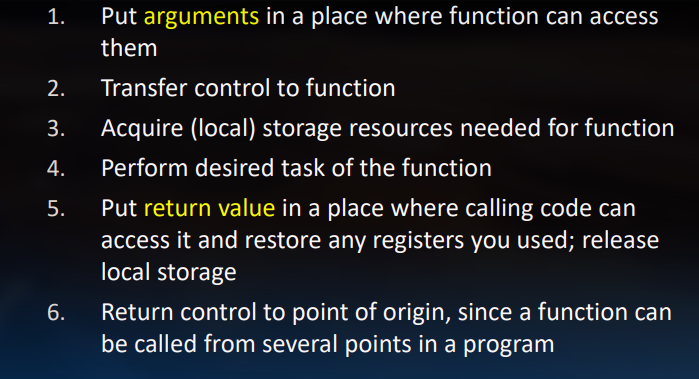 1. Put arguments in a place where function can access
them
2. Transfer control to function
3. Acquire (local) storage resources needed for function
4. Perform desired task of the function
5. Put return value in a place where calling code can
access it and restore any registers you used; release
local storage
6. Return control to point of origin, since a function can
be called from several points in a program